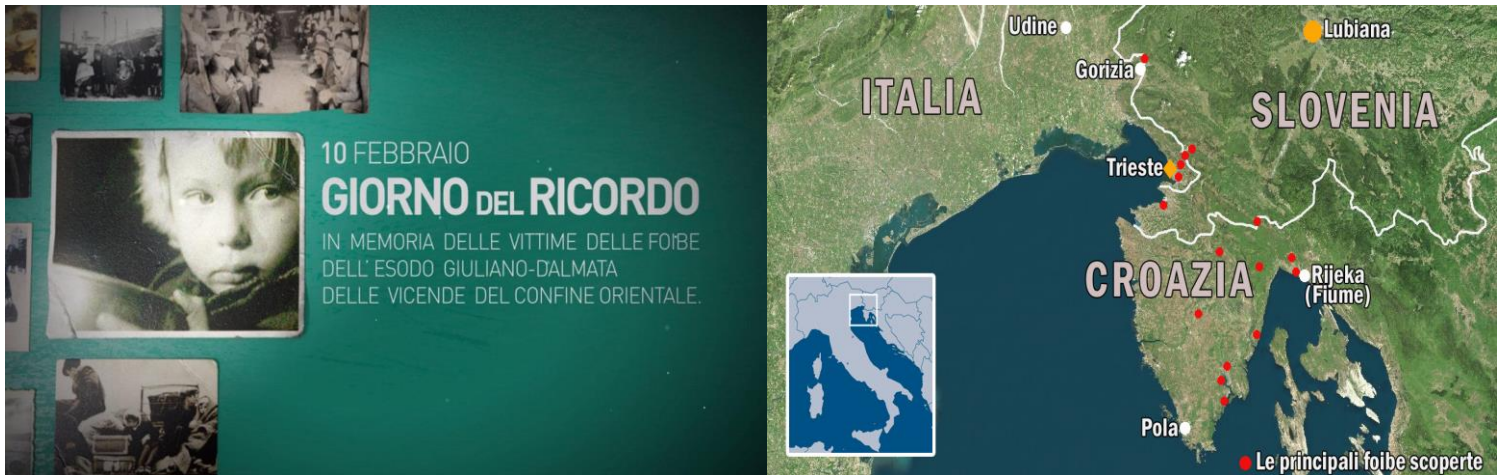 10 FEBBRAIO
GIORNO DEL RICORDO
IN MEMORIA DELLE VITTIME DELLE FOIBE
DELL'ESODO GIULIANO-DALMATA
DELLE VICENDE DEL CONFINE ORIENTALE.
Udine
Lubiana
Gorizia
ITALIA
SLOVENIA
Trieste
CROAZIA
Rijeka
(Fiume)
Pola
Le principali foibe scoperte